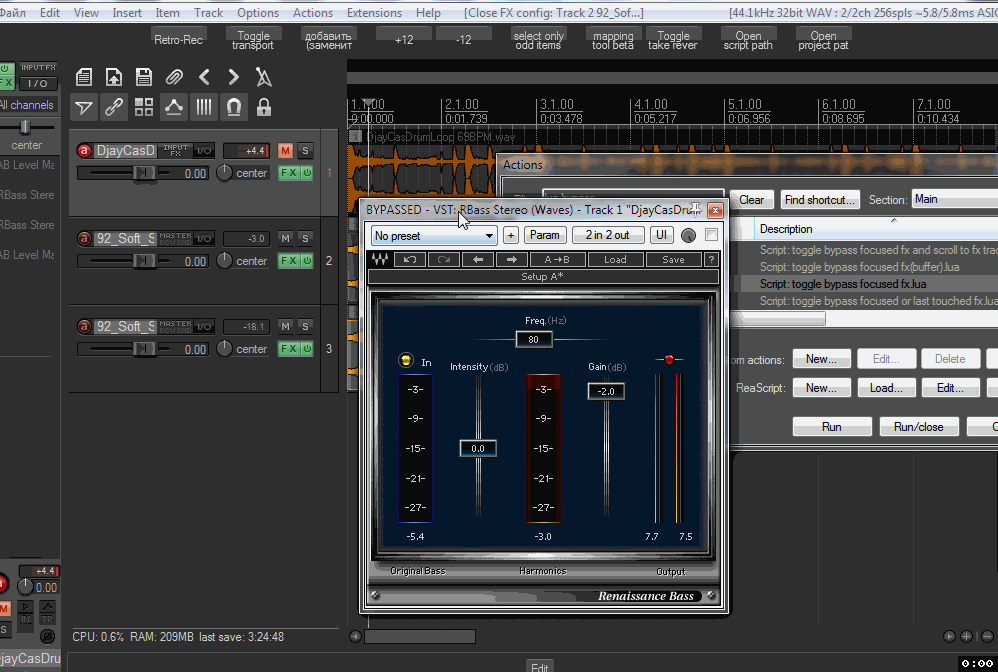 Файл Edit View Insert Item Track Options Actions Extensions Help [Close FX config: Track 2 92_Sof...] [44.1kHz 32bit WAV : 2/2ch 256spls ~5.8/5.8ms ASIO
Retro-Rec Toggle transport добавить (заменит +12 -12 select only odd items mapping tool beta Toggle take rever Open script path Open project pat
INPUT FX
FX I/O
All channels
center
AB Level Ma
RBass Stere
RBass Stere
AB Level Ma
1.1.00 2.1.00 3.1.00 4.1.00 5.1.00 6.1.00 7.1.00
0:00.000 0:01.739 0:03.478 0:05.217 0:06.956 0:08.695 0:10.434
DjayCasDrumLoop 69BPM.wav
DjayCasD INPUT FX I/O +4.4 M S
0.00 center FX 1
92_Soft_S MASTER I/O -3.0 M S
0.00 center FX 2
92_Soft_S MASTER I/O -18.1 M S
0.00 center FX 3
Actions
Clear Find shortcut... Section: Main
Description
Script: toggle bypass focused fx and scroll to fx trac
Script: toggle bypass focused fx(buffer).lua
Script: toggle bypass focused fx.lua
Script: toggle bypass focused or last touched fx.lua
om actions: New... Edit... Delete
ReaScript: New... Load... Edit...
Run Run/close
BYPASSED - VST: RBass Stereo (Waves) - Track 1 "DjayCasDru
No preset + Param 2 in 2 out UI
A→B Load Save ?
Setup A*
Freq.(Hz)
80
In Intensity(dB) Gain(dB)
-3- -3- -2.0
-9- -9-
-15- 0.0 -15-
-21- -21-
-27- -27-
-5.4 -3.0 7.7 7.5
Original Bass Harmonics Output
Renaissance Bass
+4.4
0.00
M
IN TR
S
jayCasDru
CPU: 0.6% RAM: 209MB last save: 3:24:48
Edit
0:00